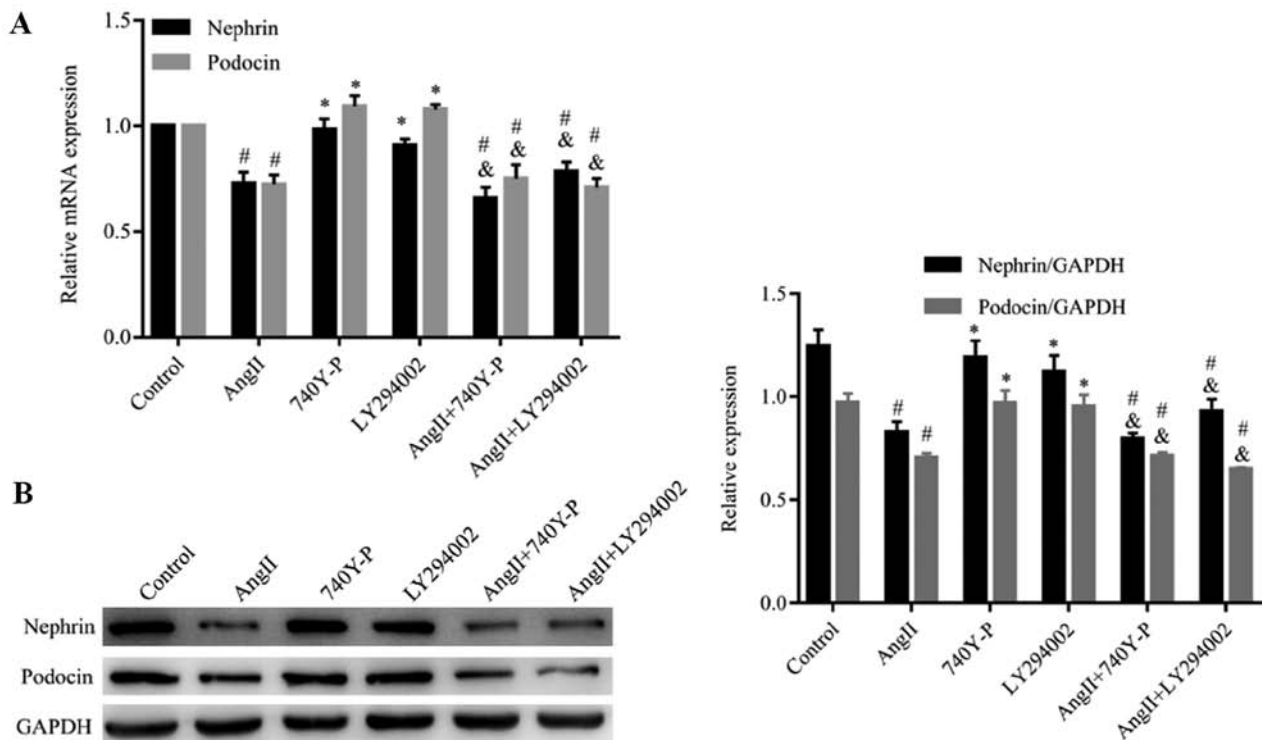 A
Nephrin
Podocin
Relative mRNA expression
1.5
1.0
0.5
0.0
* *
* *
# #
# &
# &
# &
# &
Control
AngII
740Y-P
LY294002
AngII+740Y-P
AngII+LY294002
B
Control
AngII
740Y-P
LY294002
AngII+740Y-P
AngII+LY294002
Nephrin
Podocin
GAPDH
Nephrin/GAPDH
Podocin/GAPDH
Relative expression
1.5
1.0
0.5
0.0
* *
* *
# #
# &
# &
# &
# &
Control
AngII
740Y-P
LY294002
AngII+740Y-P
AngII+LY294002